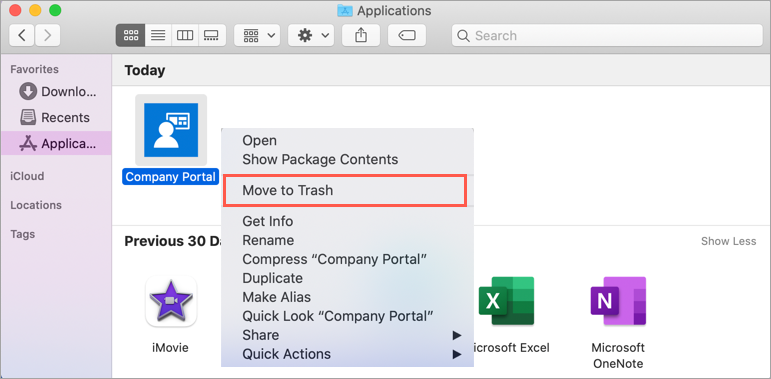 Applications
Search
Favorites
Downlo...
Recents
Applica...
iCloud
Locations
Tags
Today
Company Portal
Open
Show Package Contents
Move to Trash
Get Info
Rename
Compress “Company Portal”
Duplicate
Make Alias
Quick Look “Company Portal”
Share
Quick Actions
Previous 30 Da
Show Less
iMovie
icrosoft Excel
Microsoft
OneNote
X
N